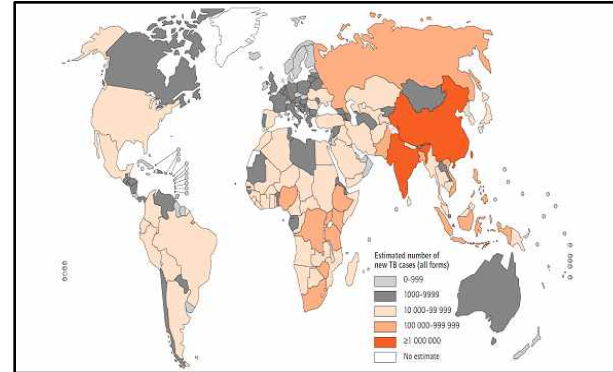 Estimated number of
new TB cases (all forms)
0–999
1000–9999
10 000–99 999
100 000–999 999
≥1 000 000
No estimate